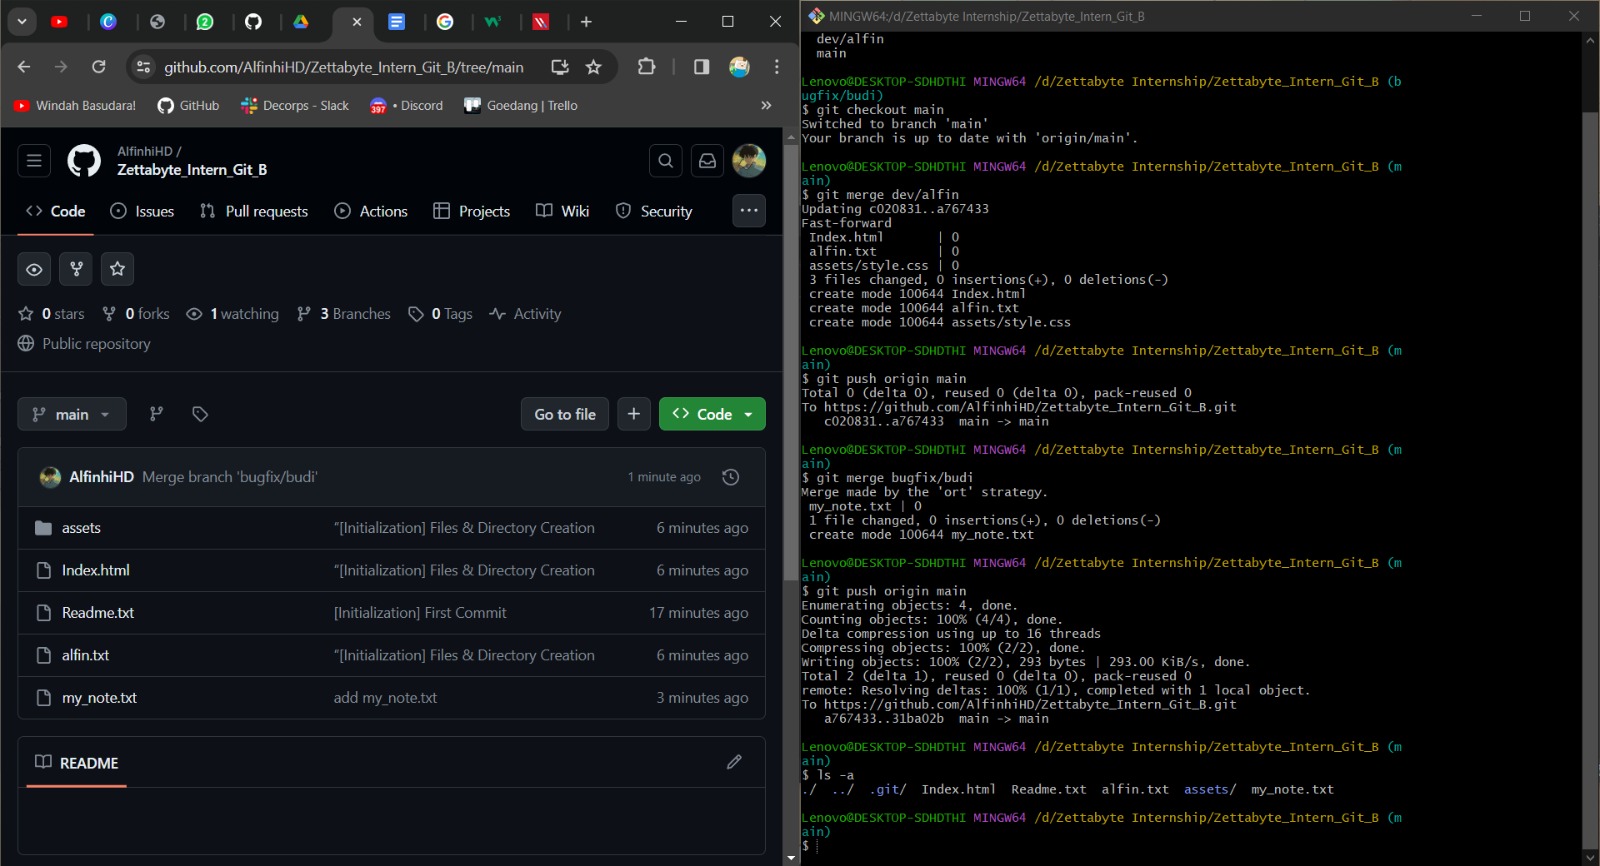 github.com/AlfinhiHD/Zettabyte_Intern_Git_B/tree/main
Windah Basudara! GitHub Decorps - Slack 397 • Discord Goedang | Trello »
AlfinhiHD /
Zettabyte_Intern_Git_B
Code Issues Pull requests Actions Projects Wiki Security
0 stars 0 forks 1 watching 3 Branches 0 Tags Activity
Public repository
main Go to file Code
AlfinhiHD Merge branch 'bugfix/budi' 1 minute ago
assets "[Initialization] Files & Directory Creation 6 minutes ago
Index.html "[Initialization] Files & Directory Creation 6 minutes ago
Readme.txt [Initialization] First Commit 17 minutes ago
alfin.txt "[Initialization] Files & Directory Creation 6 minutes ago
my_note.txt add my_note.txt 3 minutes ago
README
MINGW64:/d/Zettabyte Internship/Zettabyte_Intern_Git_B
dev/alfin
main
Lenovo@DESKTOP-SDHDTHI MINGW64 /d/Zettabyte Internship/Zettabyte_Intern_Git_B (b
ugfix/budi)
$ git checkout main
Switched to branch 'main'
Your branch is up to date with 'origin/main'.
Lenovo@DESKTOP-SDHDTHI MINGW64 /d/Zettabyte Internship/Zettabyte_Intern_Git_B (m
ain)
$ git merge dev/alfin
Updating c020831..a767433
Fast-forward
Index.html | 0
alfin.txt | 0
assets/style.css | 0
3 files changed, 0 insertions(+), 0 deletions(-)
create mode 100644 Index.html
create mode 100644 alfin.txt
create mode 100644 assets/style.css
Lenovo@DESKTOP-SDHDTHI MINGW64 /d/Zettabyte Internship/Zettabyte_Intern_Git_B (m
ain)
$ git push origin main
Total 0 (delta 0), reused 0 (delta 0), pack-reused 0
To https://github.com/AlfinhiHD/Zettabyte_Intern_Git_B.git
c020831..a767433 main -> main
Lenovo@DESKTOP-SDHDTHI MINGW64 /d/Zettabyte Internship/Zettabyte_Intern_Git_B (m
ain)
$ git merge bugfix/budi
Merge made by the 'ort' strategy.
my_note.txt | 0
1 file changed, 0 insertions(+), 0 deletions(-)
create mode 100644 my_note.txt
Lenovo@DESKTOP-SDHDTHI MINGW64 /d/Zettabyte Internship/Zettabyte_Intern_Git_B (m
ain)
$ git push origin main
Enumerating objects: 4, done.
Counting objects: 100% (4/4), done.
Delta compression using up to 16 threads
Compressing objects: 100% (2/2), done.
Writing objects: 100% (2/2), 293 bytes | 293.00 KiB/s, done.
Total 2 (delta 1), reused 0 (delta 0), pack-reused 0
remote: Resolving deltas: 100% (1/1), completed with 1 local object.
To https://github.com/AlfinhiHD/Zettabyte_Intern_Git_B.git
a767433..31ba02b main -> main
Lenovo@DESKTOP-SDHDTHI MINGW64 /d/Zettabyte Internship/Zettabyte_Intern_Git_B (m
ain)
$ ls -a
./ ../ .git/ Index.html Readme.txt alfin.txt assets/ my_note.txt
Lenovo@DESKTOP-SDHDTHI MINGW64 /d/Zettabyte Internship/Zettabyte_Intern_Git_B (m
ain)
$